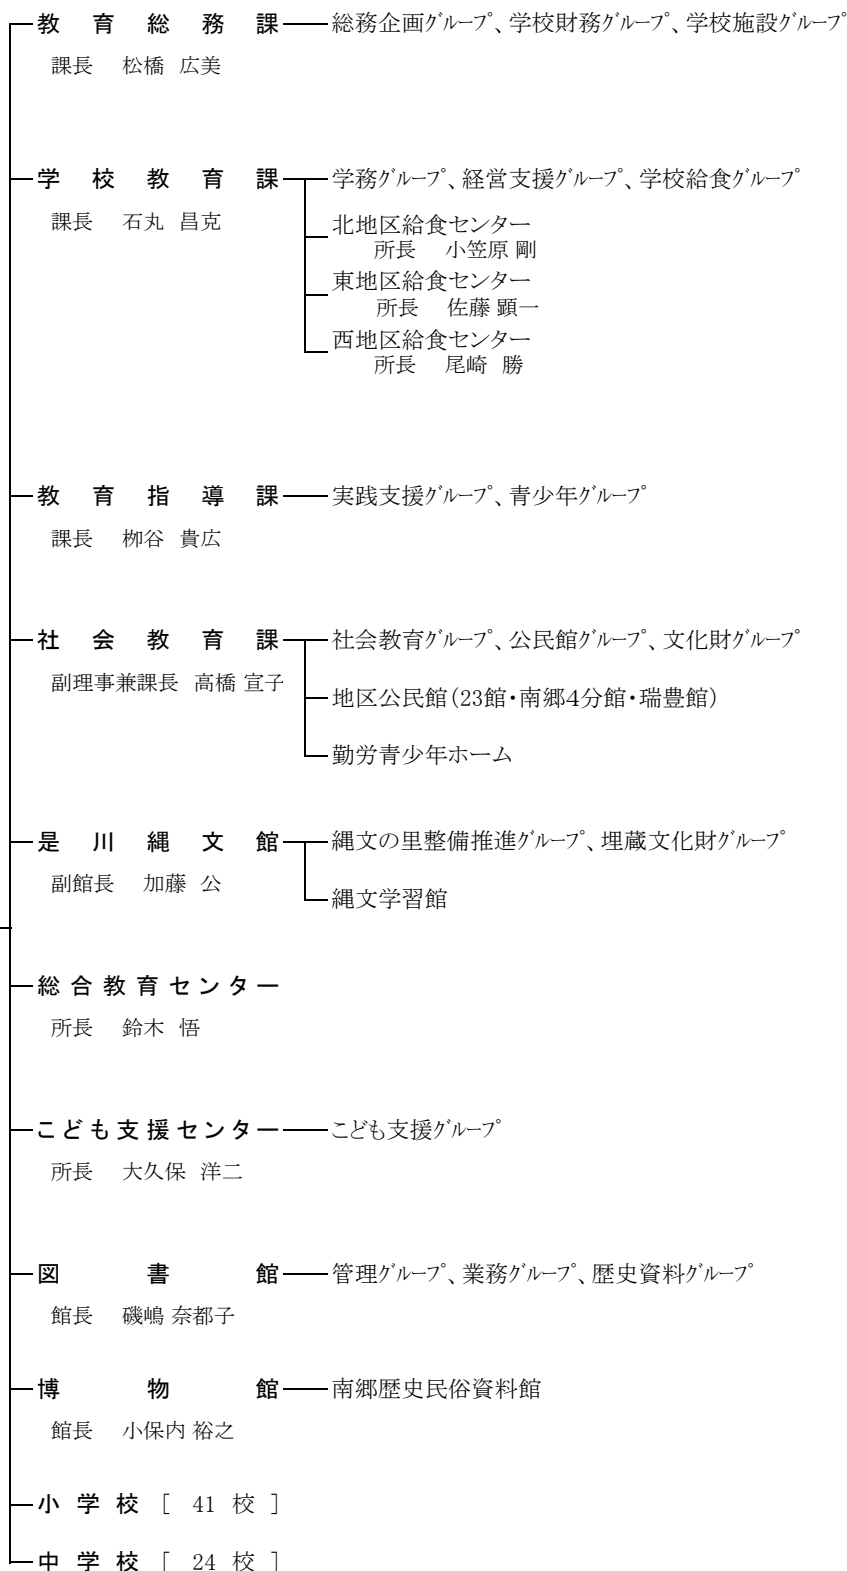 教育総務課 総務企画ｸﾞﾙｰﾌﾟ、学校財務ｸﾞﾙｰﾌﾟ、学校施設ｸﾞﾙｰﾌﾟ
課長 松橋 広美
学校教育課 学務ｸﾞﾙｰﾌﾟ、経営支援ｸﾞﾙｰﾌﾟ、学校給食ｸﾞﾙｰﾌﾟ
課長 石丸 昌克
北地区給食センター
所長 小笠原 剛
東地区給食センター
所長 佐藤 顕一
西地区給食センター
所長 尾崎 勝
教育指導課 実践支援ｸﾞﾙｰﾌﾟ、青少年ｸﾞﾙｰﾌﾟ
課長 栁谷 貴広
社会教育課 社会教育ｸﾞﾙｰﾌﾟ、公民館ｸﾞﾙｰﾌﾟ、文化財ｸﾞﾙｰﾌﾟ
副理事兼課長 高橋 宣子
地区公民館（23館・南郷４分館・瑞豊館）
勤労青少年ホーム
是川縄文館 縄文の里整備推進ｸﾞﾙｰﾌﾟ、埋蔵文化財ｸﾞﾙｰﾌﾟ
副館長 加藤 公
縄文学習館
総合教育センター
所長 鈴木 悟
こども支援センター こども支援ｸﾞﾙｰﾌﾟ
所長 大久保 洋二
図書館 管理ｸﾞﾙｰﾌﾟ、業務ｸﾞﾙｰﾌﾟ、歴史資料ｸﾞﾙｰﾌﾟ
館長 磯嶋 奈都子
博物館 南郷歴史民俗資料館
館長 小保内 裕之
小学校 ［ 41 校 ］
中学校 ［ 24 校 ］